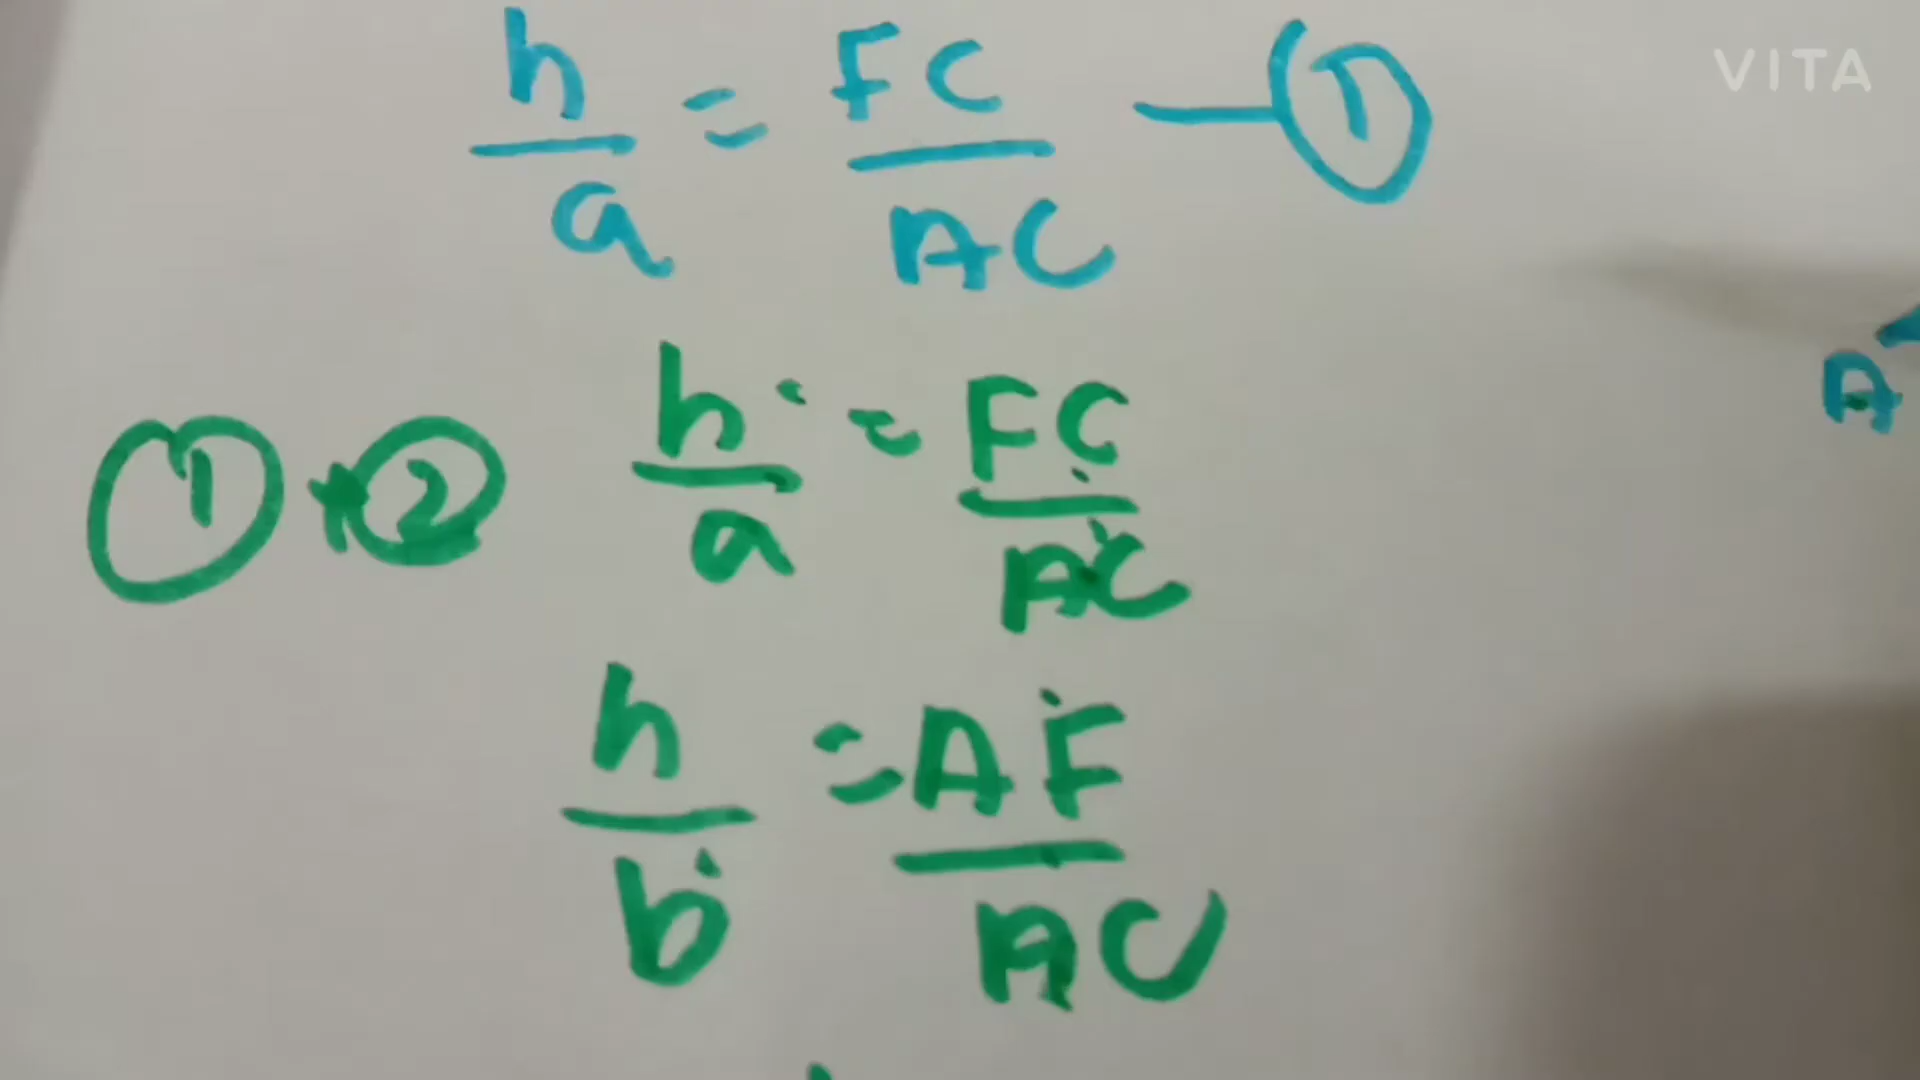 VITA
h/a = FC/AC — ①
A
① + ② h/a = FC/AC
h/b = AF/AC